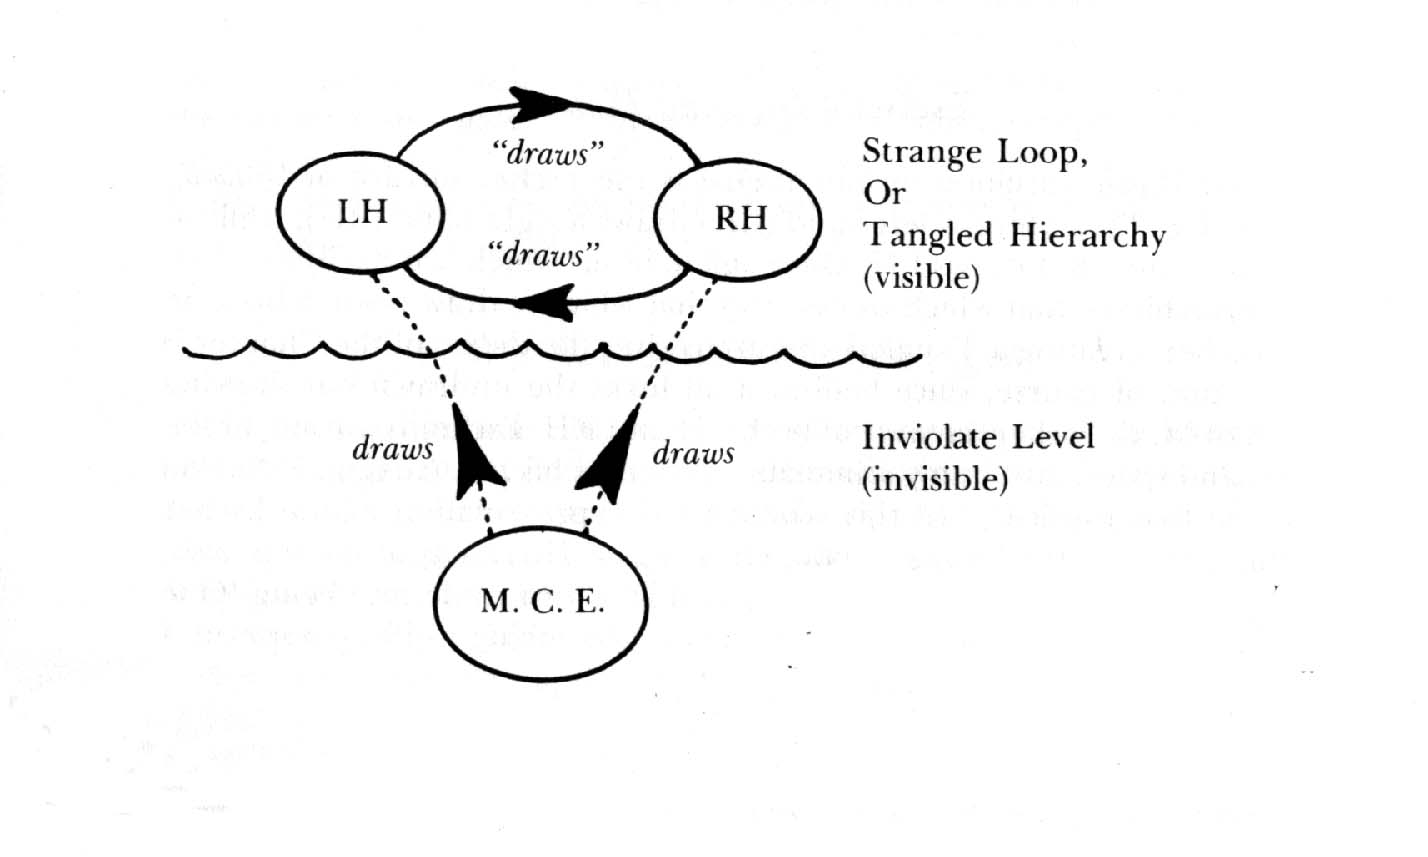 “draws”
LH
RH
“draws”
Strange Loop,
Or
Tangled Hierarchy
(visible)
draws
draws
Inviolate Level
(invisible)
M. C. E.